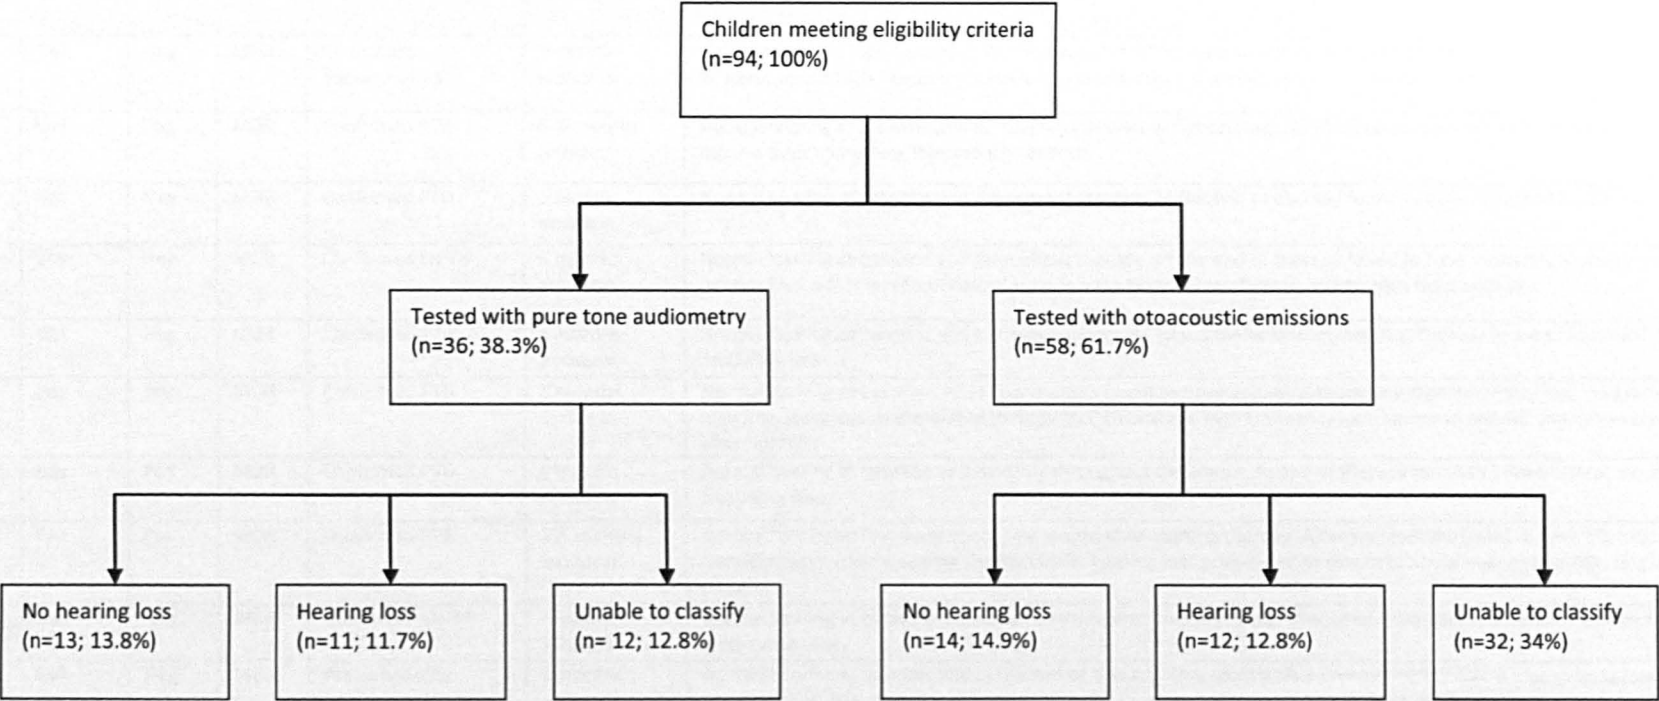 Children meeting eligibility criteria
(n=94; 100%)
Tested with pure tone audiometry
(n=36; 38.3%)
Tested with otoacoustic emissions
(n=58; 61.7%)
No hearing loss
(n=13; 13.8%)
Hearing loss
(n=11; 11.7%)
Unable to classify
(n= 12; 12.8%)
No hearing loss
(n=14; 14.9%)
Hearing loss
(n=12; 12.8%)
Unable to classify
(n=32; 34%)